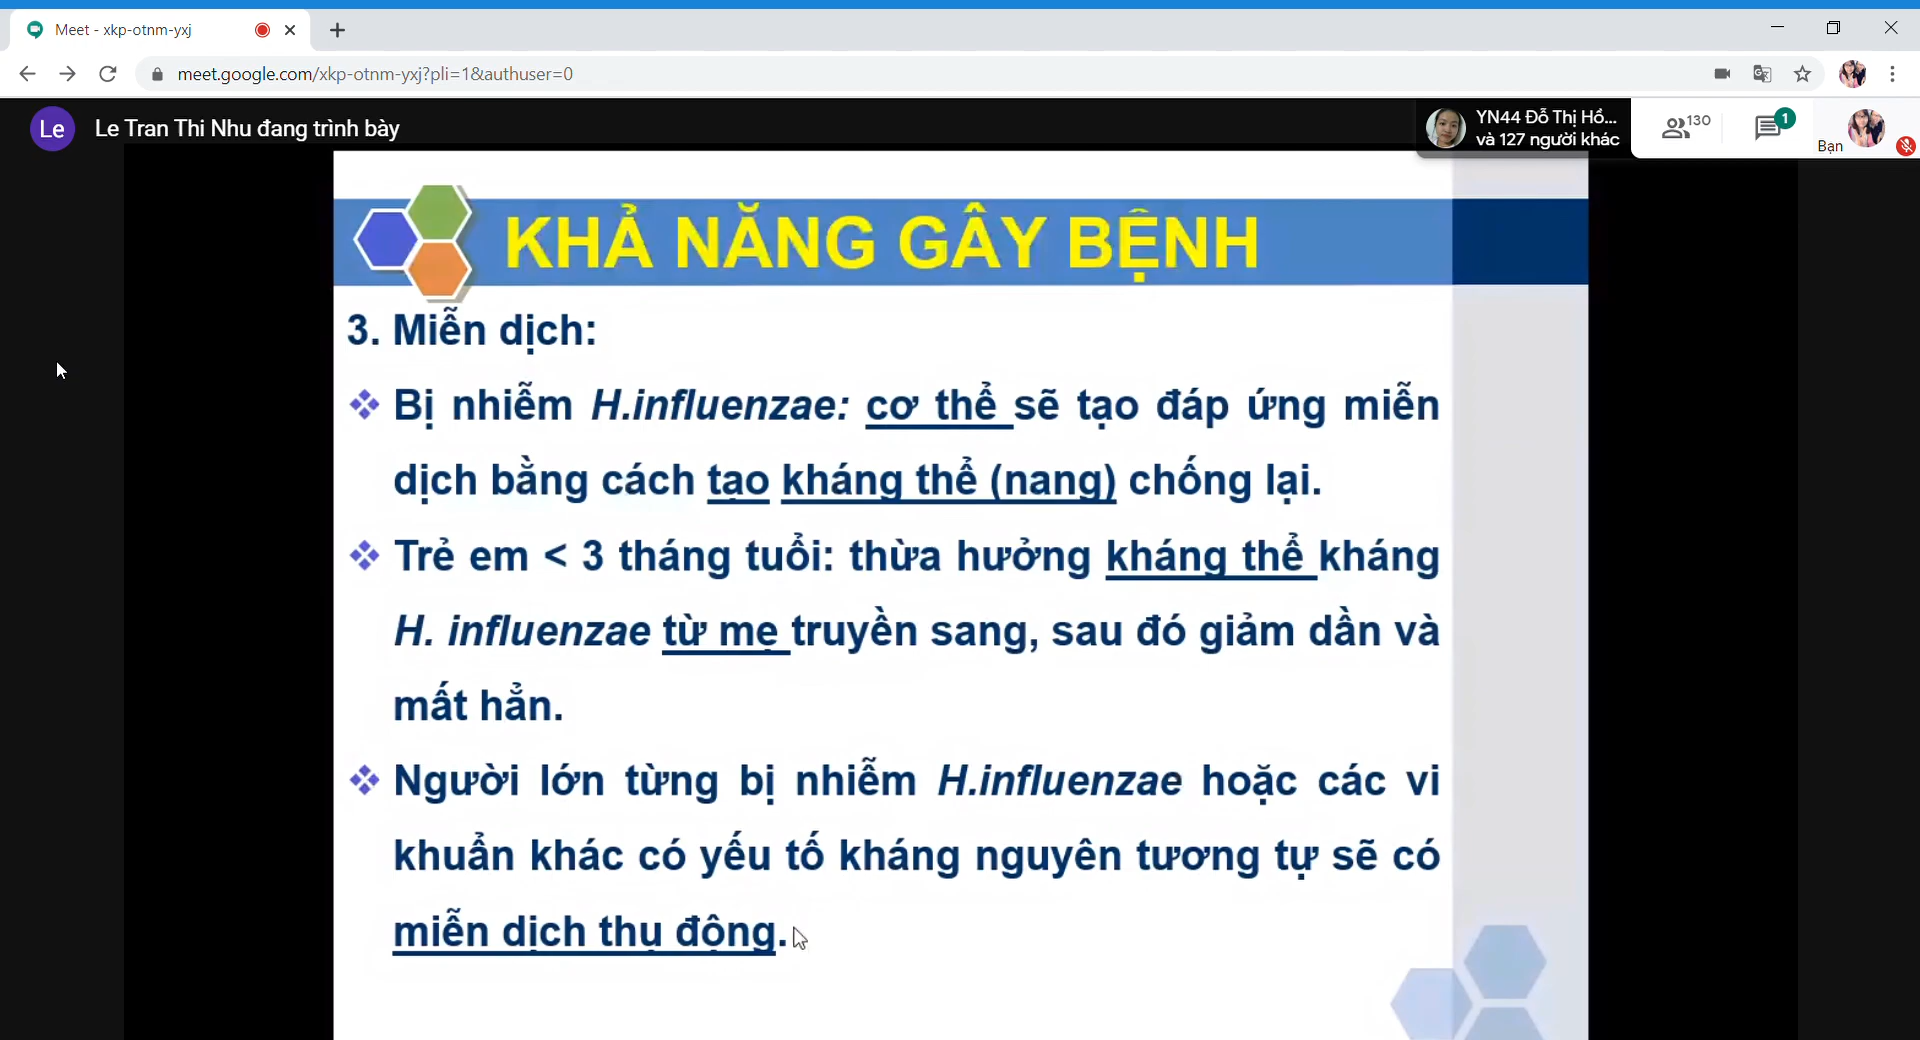 Meet - xkp-otnm-yxj
meet.google.com/xkp-otnm-yxj?pli=1&authuser=0
Le
Le Tran Thi Nhu đang trình bày
YN44 Đỗ Thị Hồ...
và 127 người khác
130
1
Bạn
KHẢ NĂNG GÂY BỆNH
3. Miễn dịch:
Bị nhiễm H.influenzae: cơ thể sẽ tạo đáp ứng miễn
dịch bằng cách tạo kháng thể (nang) chống lại.
Trẻ em < 3 tháng tuổi: thừa hưởng kháng thể kháng
H. influenzae từ mẹ truyền sang, sau đó giảm dần và
mất hẳn.
Người lớn từng bị nhiễm H.influenzae hoặc các vi
khuẩn khác có yếu tố kháng nguyên tương tự sẽ có
miễn dịch thụ động.